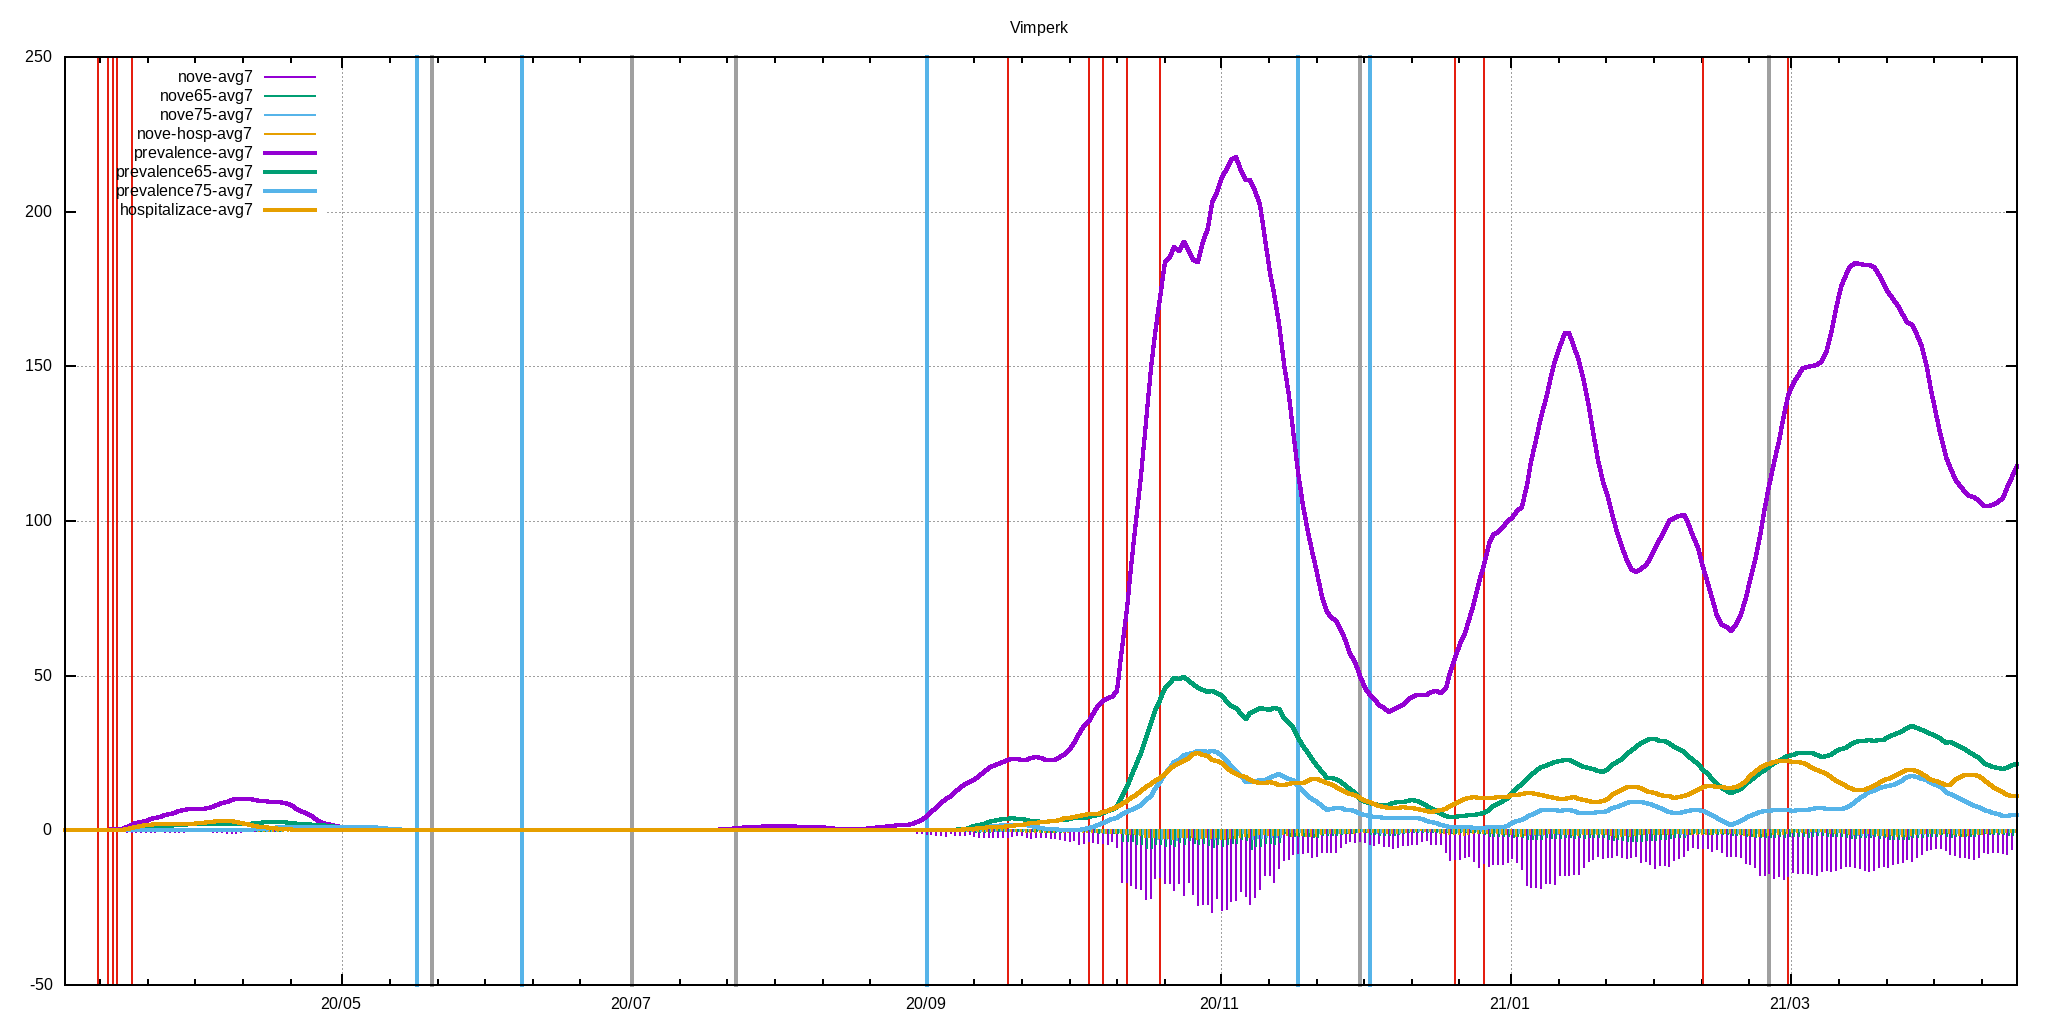 Vimperk
250
200
150
100
50
0
-50
nove-avg7
nove65-avg7
nove75-avg7
nove-hosp-avg7
prevalence-avg7
prevalence65-avg7
prevalence75-avg7
hospitalizace-avg7
20/05
20/07
20/09
20/11
21/01
21/03